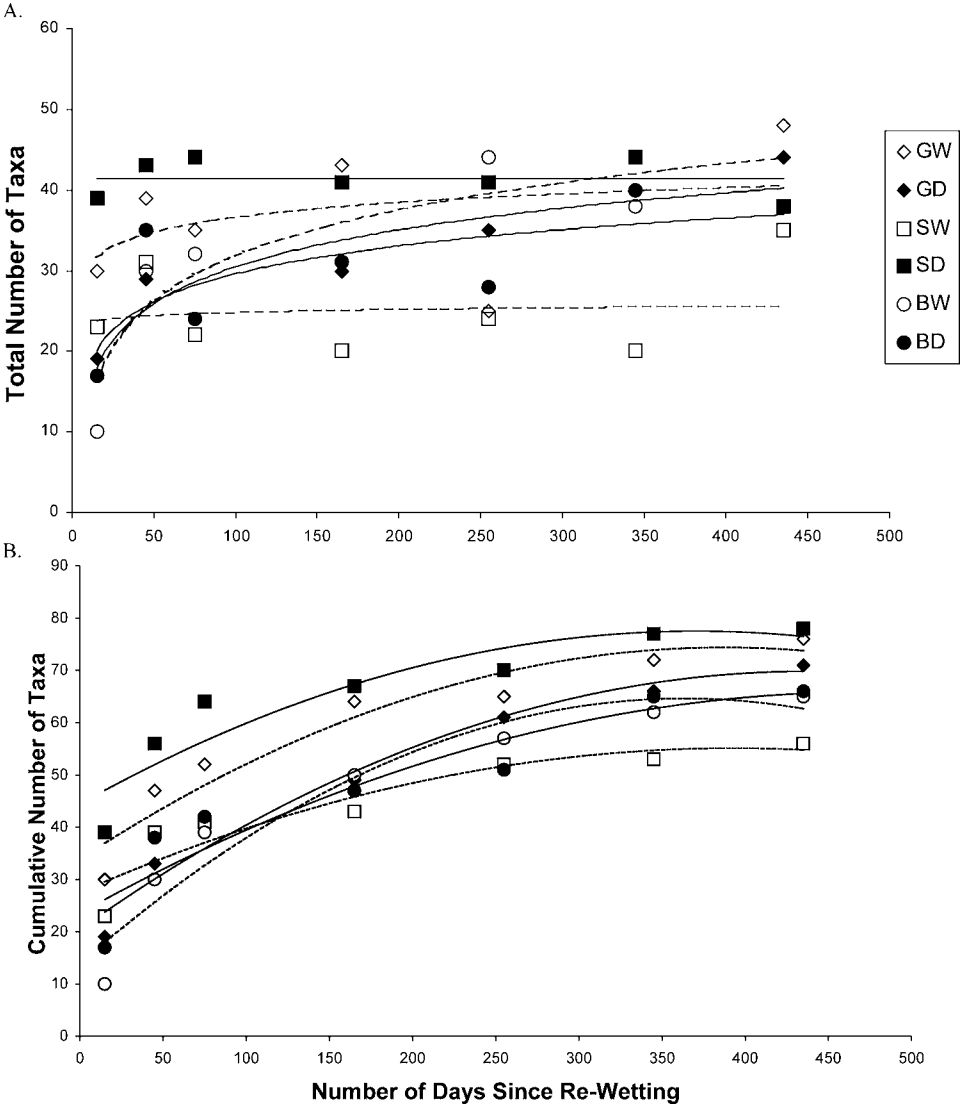 A.
Total Number of Taxa
60
50
40
30
20
10
0
0 50 100 150 200 250 300 350 400 450 500
GW
GD
SW
SD
BW
BD
B.
Cumulative Number of Taxa
90
80
70
60
50
40
30
20
10
0
0 50 100 150 200 250 300 350 400 450 500
Number of Days Since Re-Wetting